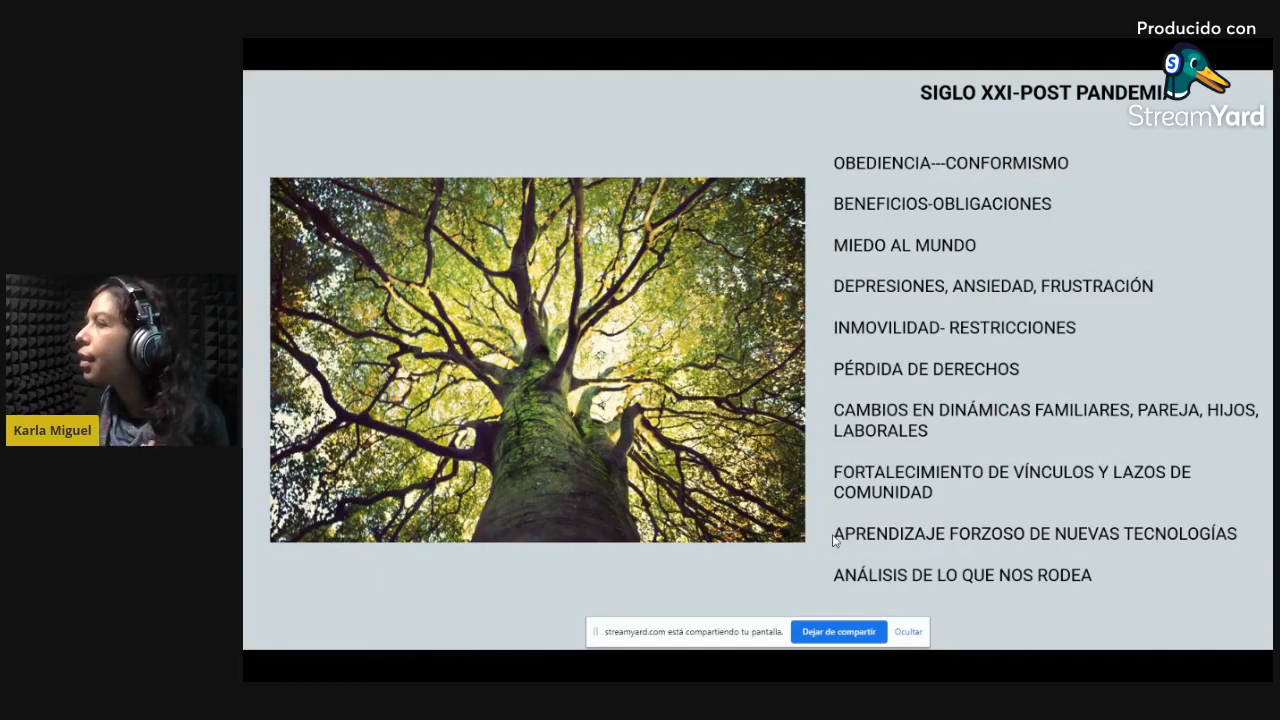 Producido con
StreamYard
SIGLO XXI-POST PANDEMIA
OBEDIENCIA---CONFORMISMO
BENEFICIOS-OBLIGACIONES
MIEDO AL MUNDO
DEPRESIONES, ANSIEDAD, FRUSTRACIÓN
INMOVILIDAD- RESTRICCIONES
PÉRDIDA DE DERECHOS
CAMBIOS EN DINÁMICAS FAMILIARES, PAREJA, HIJOS,
LABORALES
FORTALECIMIENTO DE VÍNCULOS Y LAZOS DE
COMUNIDAD
APRENDIZAJE FORZOSO DE NUEVAS TECNOLOGÍAS
ANÁLISIS DE LO QUE NOS RODEA
Karla Miguel
streamyard.com está compartiendo tu pantalla. Dejar de compartir Ocultar